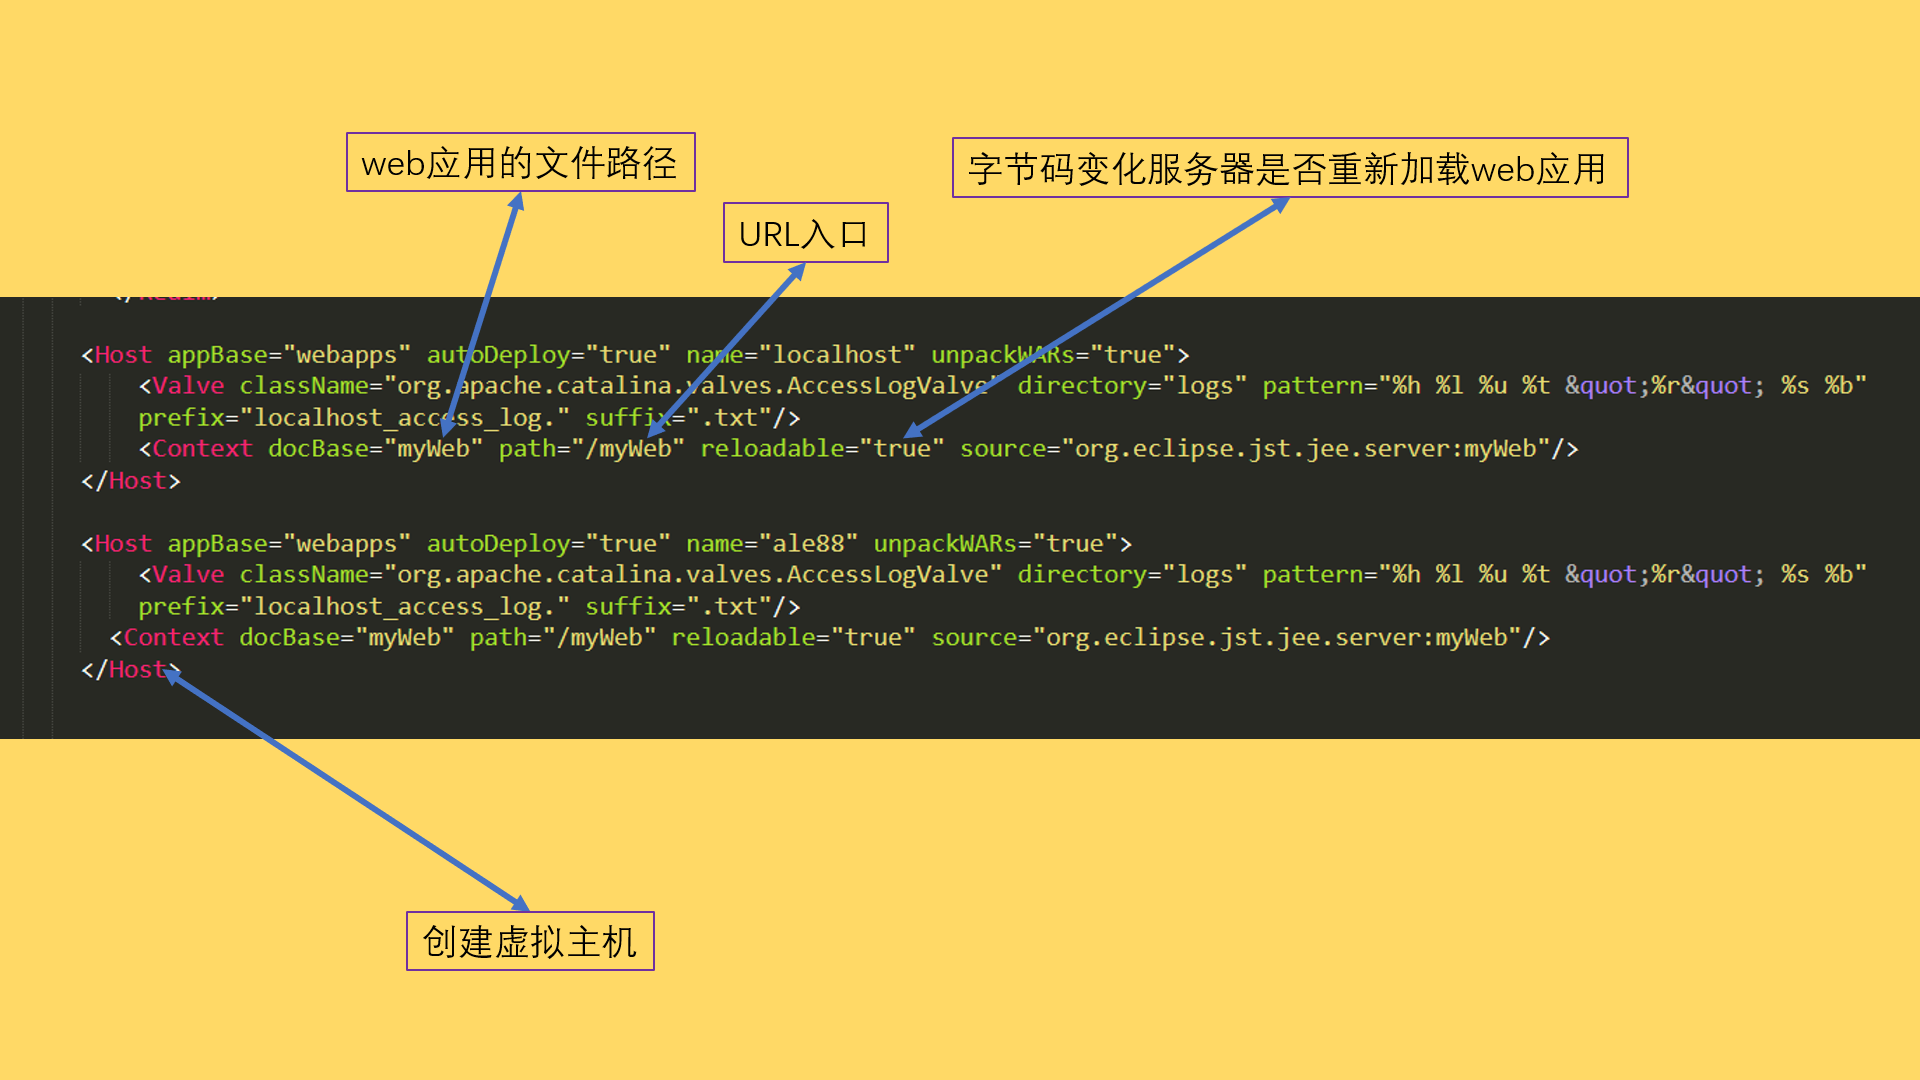 web应用的文件路径
字节码变化服务器是否重新加载web应用
URL入口
<Host appBase="webapps" autoDeploy="true" name="localhost" unpackWARs="true">
<Valve className="org.apache.catalina.valves.AccessLogValve" directory="logs" pattern="%h %l %u %t &quot;%r&quot; %s %b"
prefix="localhost_access_log." suffix=".txt"/>
<Context docBase="myWeb" path="/myWeb" reloadable="true" source="org.eclipse.jst.jee.server:myWeb"/>
</Host>
<Host appBase="webapps" autoDeploy="true" name="ale88" unpackWARs="true">
<Valve className="org.apache.catalina.valves.AccessLogValve" directory="logs" pattern="%h %l %u %t &quot;%r&quot; %s %b"
prefix="localhost_access_log." suffix=".txt"/>
<Context docBase="myWeb" path="/myWeb" reloadable="true" source="org.eclipse.jst.jee.server:myWeb"/>
</Host>
创建虚拟主机